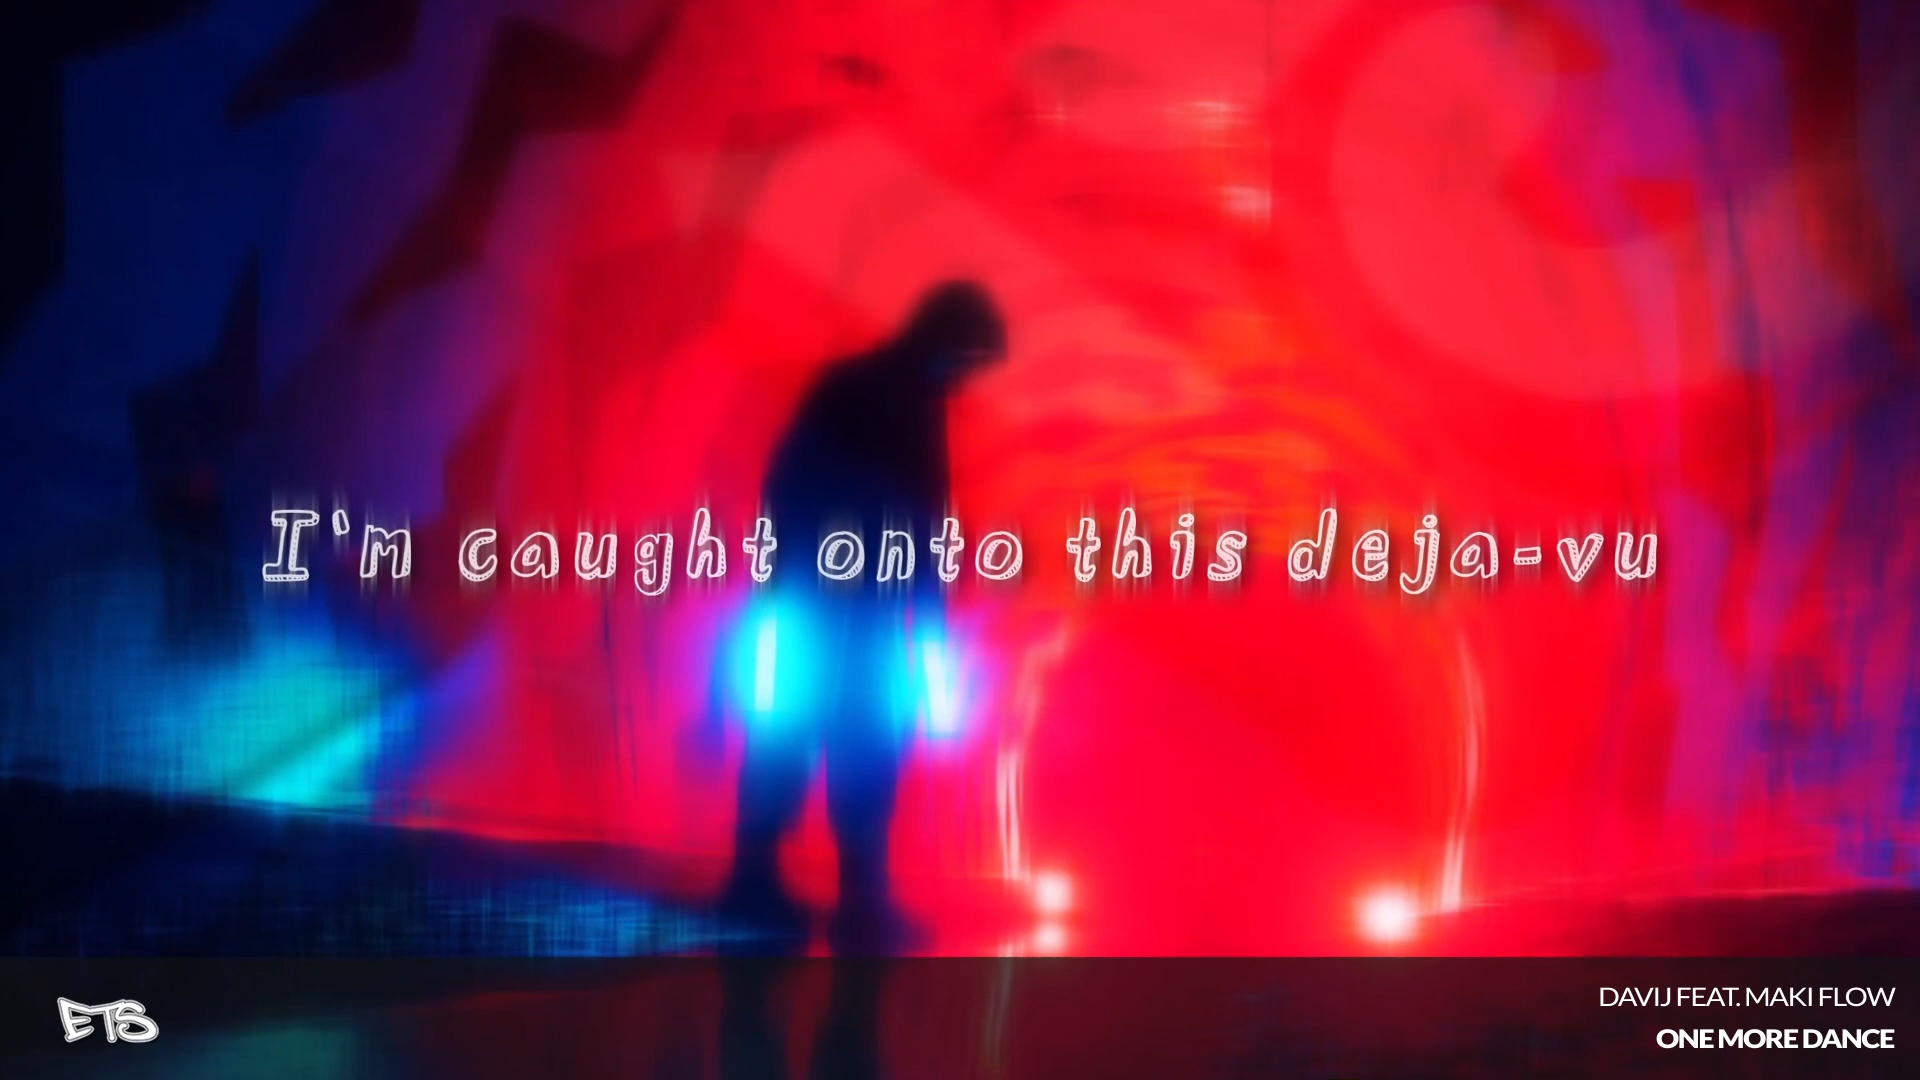 I'm caught onto this deja-vu
ETS
DAVIJ FEAT. MAKI FLOW
ONE MORE DANCE